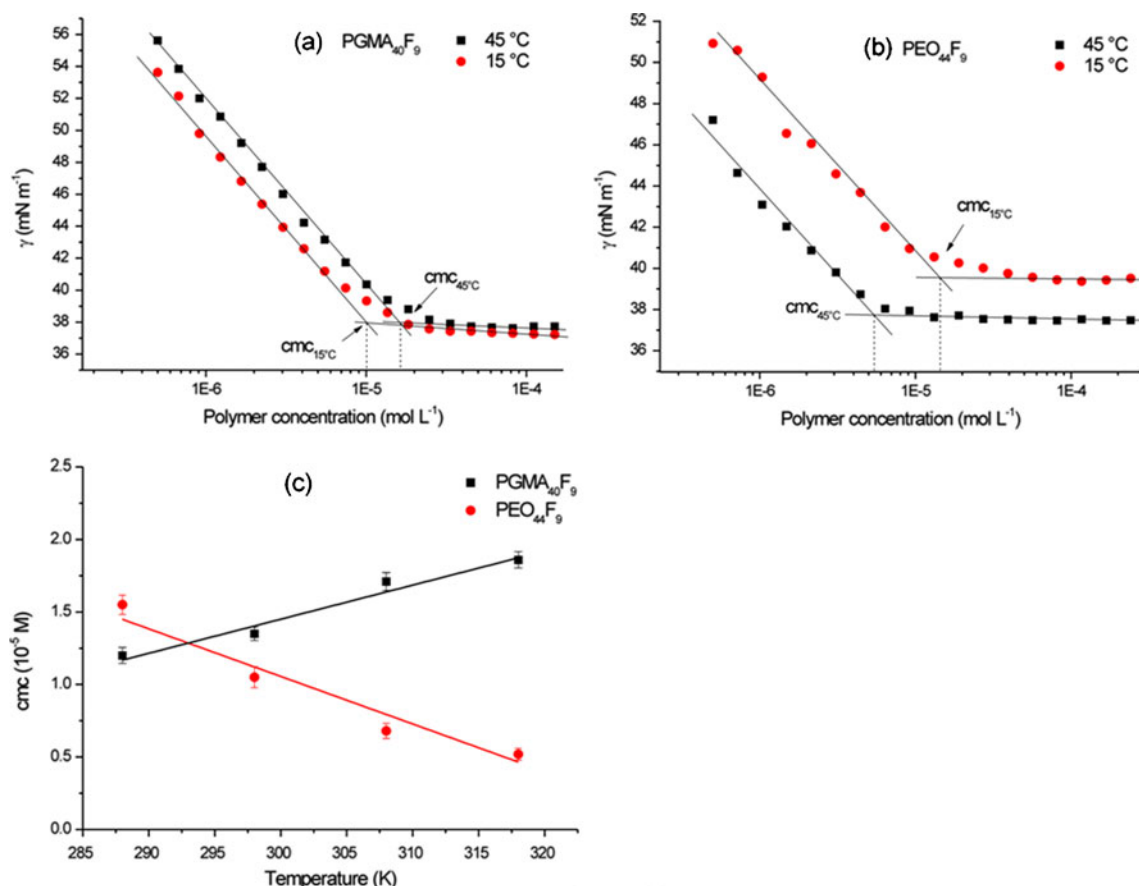 (a) PGMA₄₀F₉
45 °C
15 °C
56
54
52
50
48
46
44
42
40
38
36
γ (mN m⁻¹)
cmc₄₅°C
cmc₁₅°C
1E-6 1E-5 1E-4
Polymer concentration (mol L⁻¹)
(b) PEO₄₄F₉
45 °C
15 °C
52
50
48
46
44
42
40
38
36
γ (mN m⁻¹)
cmc₁₅°C
cmc₄₅°C
1E-6 1E-5 1E-4
Polymer concentration (mol L⁻¹)
(c)
PGMA₄₀F₉
PEO₄₄F₉
2.5
2.0
1.5
1.0
0.5
0.0
cmc (10⁻⁵ M)
285 290 295 300 305 310 315 320
Temperature (K)